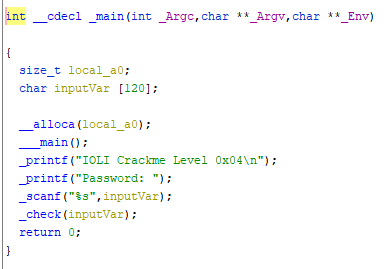 int __cdecl _main(int _Argc,char **_Argv,char **_Env)
{
size_t local_a0;
char inputVar [120];
__alloca(local_a0);
___main();
_printf("IOLI Crackme Level 0x04\n");
_printf("Password: ");
_scanf("%s",inputVar);
_check(inputVar);
return 0;
}